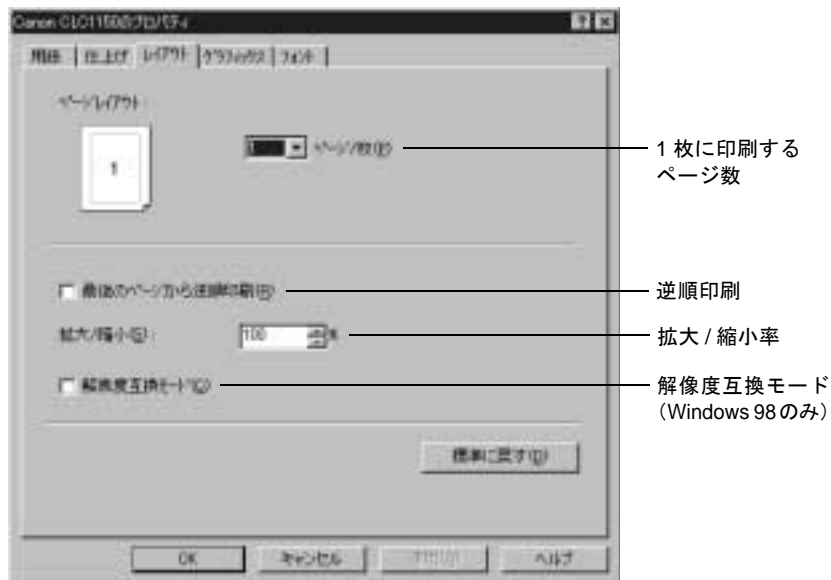 Canon CLC1150のプロパティ
用紙 仕上げ レイアウト グラフィックス フォント
ページレイアウト:
1
1 ページ/枚(P)
1 枚に印刷する
ページ数
最後のページから逆順印刷(R)
逆順印刷
拡大/縮小(S):
100 %
拡大 / 縮小率
解像度互換モード(C)
解像度互換モード
(Windows 98のみ)
標準に戻す(D)
OK キャンセル ヘルプ